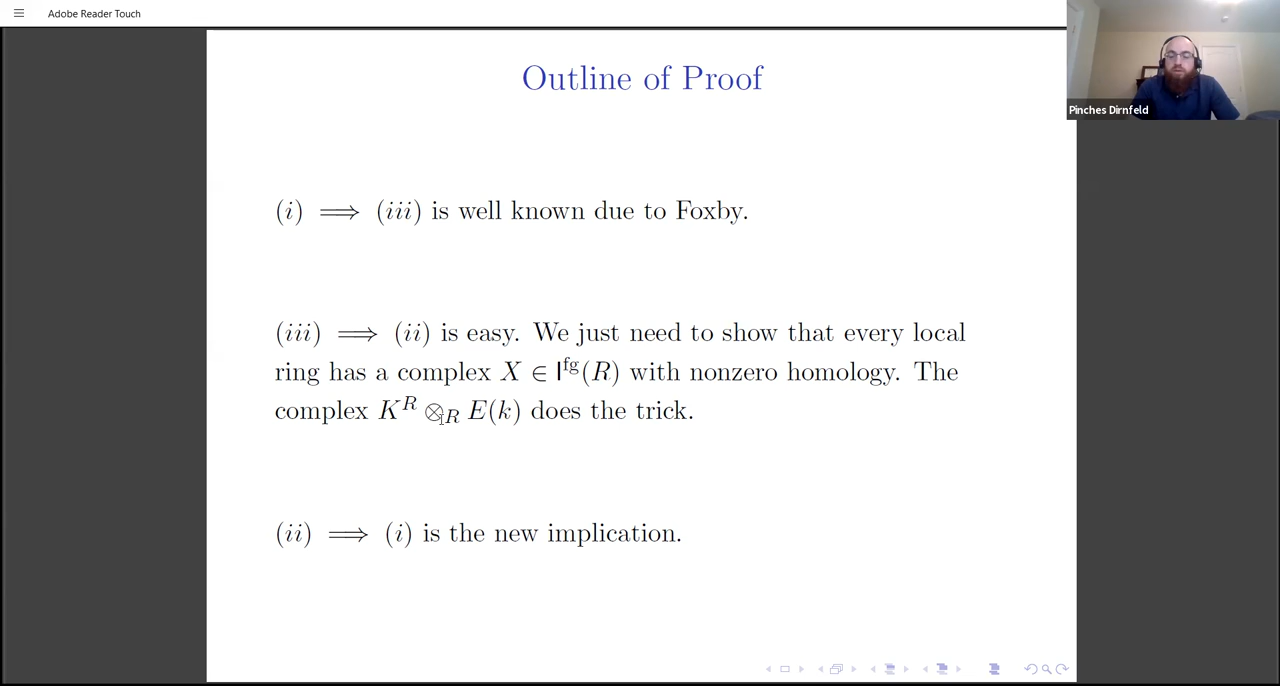 Adobe Reader Touch
Pinches Dirnfeld
Outline of Proof
(i) ⟹ (iii) is well known due to Foxby.
(iii) ⟹ (ii) is easy. We just need to show that every local
ring has a complex X ∈ I^fg(R) with nonzero homology. The
complex K^R ⊗_R E(k) does the trick.
(ii) ⟹ (i) is the new implication.